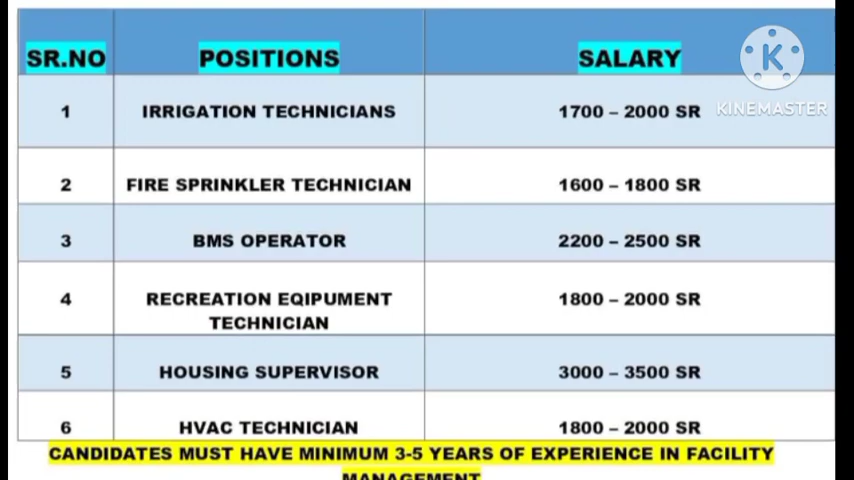 SR.NO POSITIONS SALARY
K
KINEMASTER
1 IRRIGATION TECHNICIANS 1700 – 2000 SR
2 FIRE SPRINKLER TECHNICIAN 1600 – 1800 SR
3 BMS OPERATOR 2200 – 2500 SR
4 RECREATION EQIPUMENT 1800 – 2000 SR
TECHNICIAN
5 HOUSING SUPERVISOR 3000 – 3500 SR
6 HVAC TECHNICIAN 1800 – 2000 SR
CANDIDATES MUST HAVE MINIMUM 3-5 YEARS OF EXPERIENCE IN FACILITY
MANAGEMENT